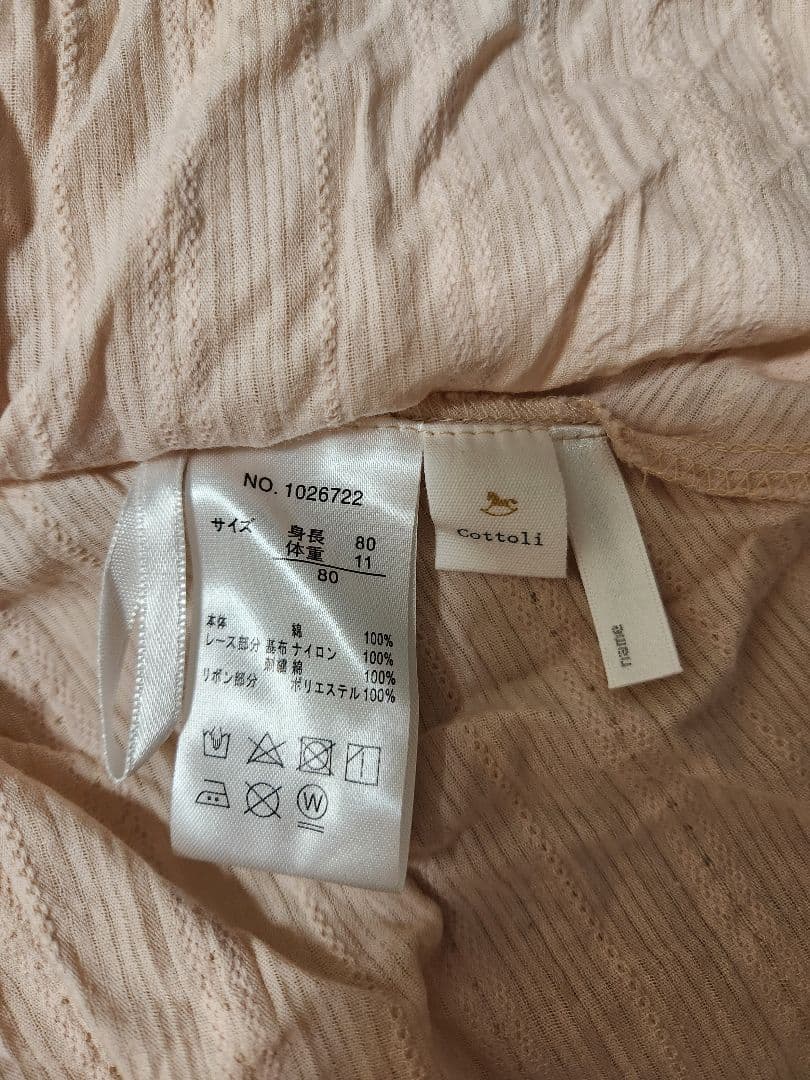 NO. 1026722
サイズ 身長 80
体重 11
80
本体 綿 100%
レース部分 基布 ナイロン 100%
刺繍 綿 100%
リボン部分 ポリエステル 100%
W
Cottoli
name